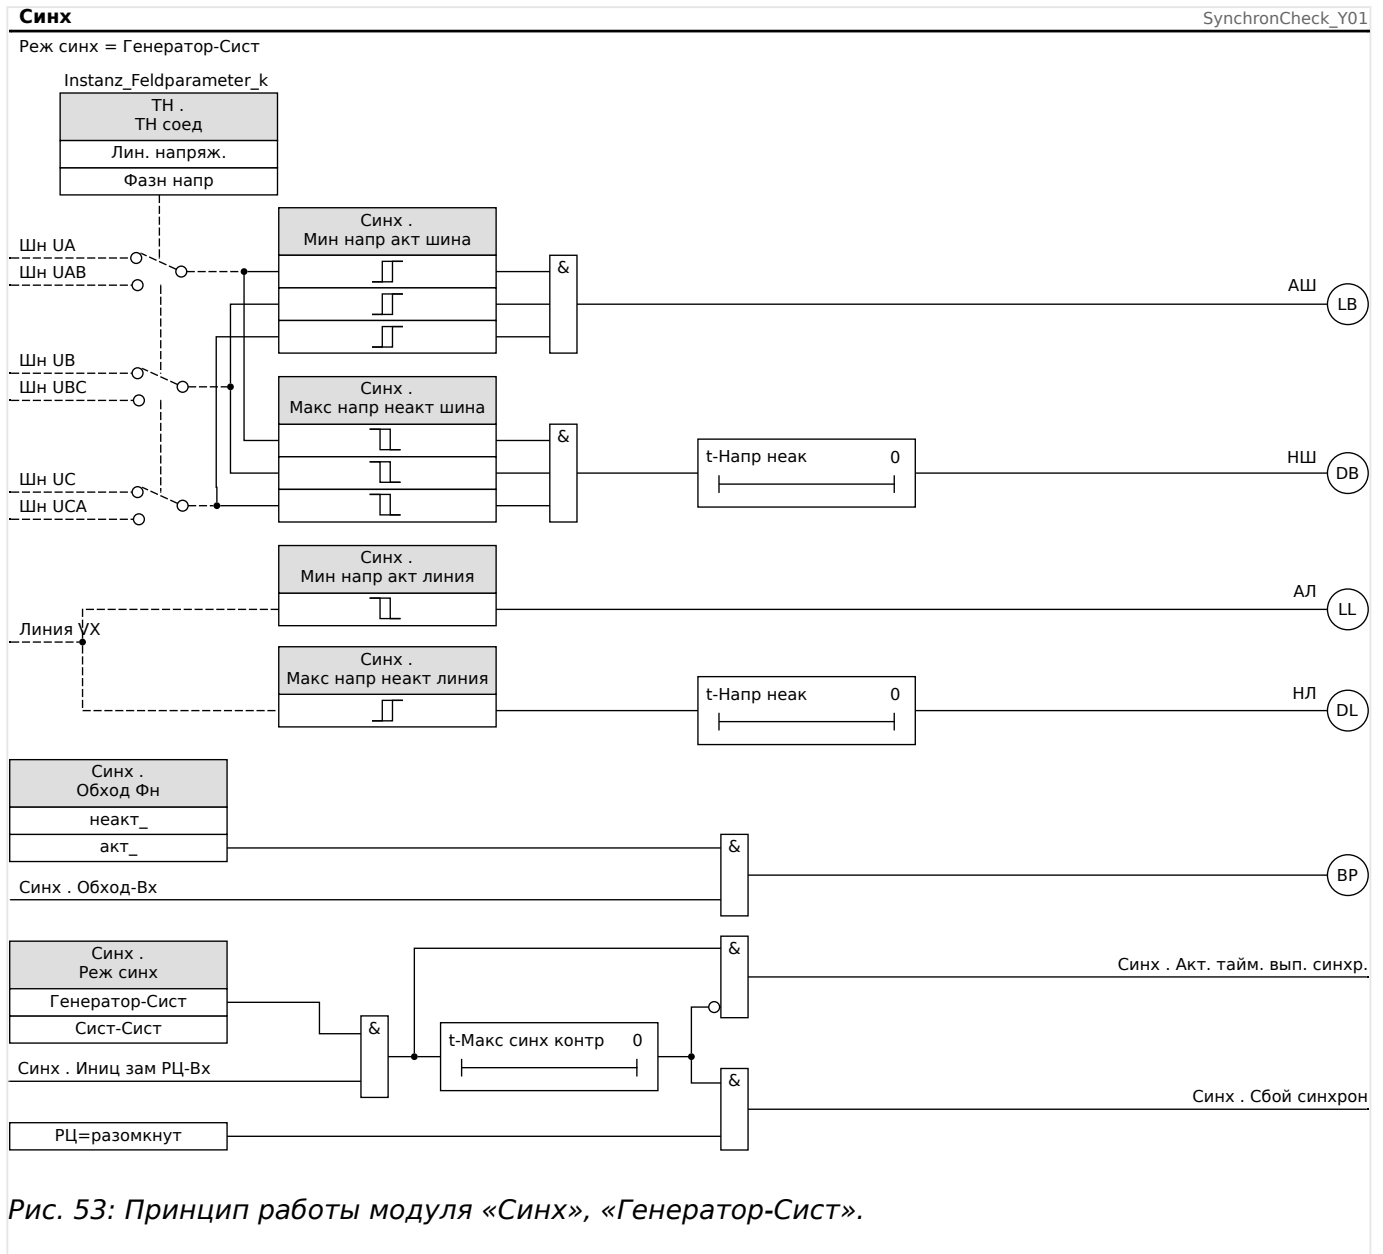 Синх
SynchronCheck_Y01
Реж синх = Генератор-Сист
Instanz_Feldparameter_k
ТН .
ТН соед
Лин. напряж.
Фазн напр
Шн UA
Шн UAB
Шн UB
Шн UBC
Шн UC
Шн UCA
Синх .
Мин напр акт шина
&
АШ
LB
Синх .
Макс напр неакт шина
&
t-Напр неак 0
НШ
DB
Синх .
Мин напр акт линия
АЛ
LL
Линия VX
Синх .
Макс напр неакт линия
t-Напр неак 0
НЛ
DL
Синх .
Обход Фн
неакт_
акт_
Синх . Обход-Вх
&
BP
Синх .
Реж синх
Генератор-Сист
Сист-Сист
Синх . Иниц зам РЦ-Вх
&
t-Макс синх контр 0
&
Синх . Акт. тайм. вып. синхр.
&
Синх . Сбой синхрон
РЦ=разомкнут
Рис. 53: Принцип работы модуля «Синх», «Генератор-Сист».